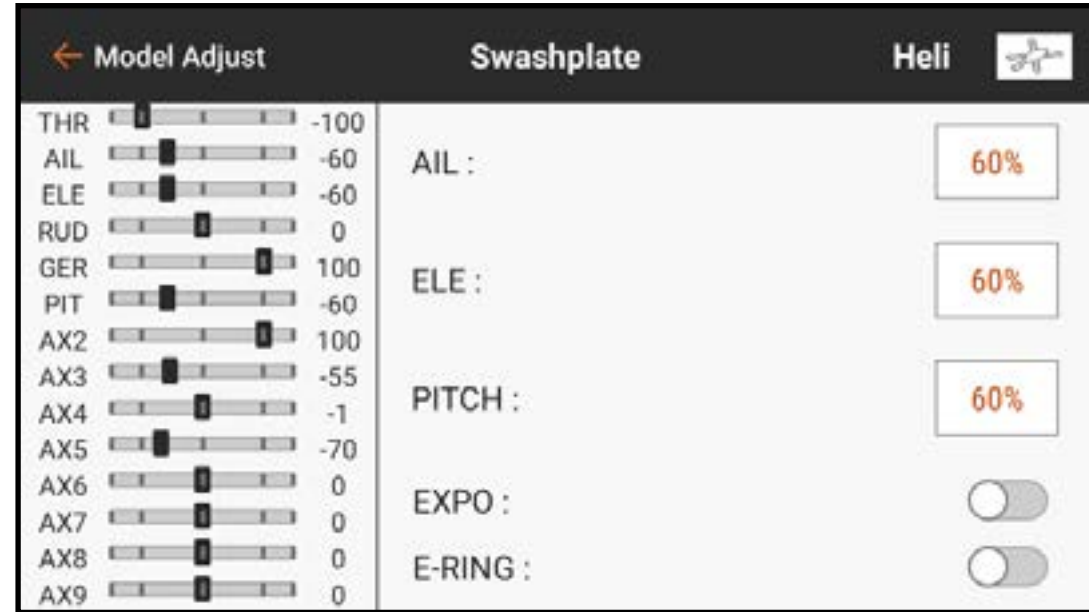 ← Model Adjust Swashplate Heli
THR -100
AIL -60
ELE -60
RUD 0
GER 100
PIT -60
AX2 100
AX3 -55
AX4 -1
AX5 -70
AX6 0
AX7 0
AX8 0
AX9 0
AIL : 60%
ELE : 60%
PITCH : 60%
EXPO :
E-RING :